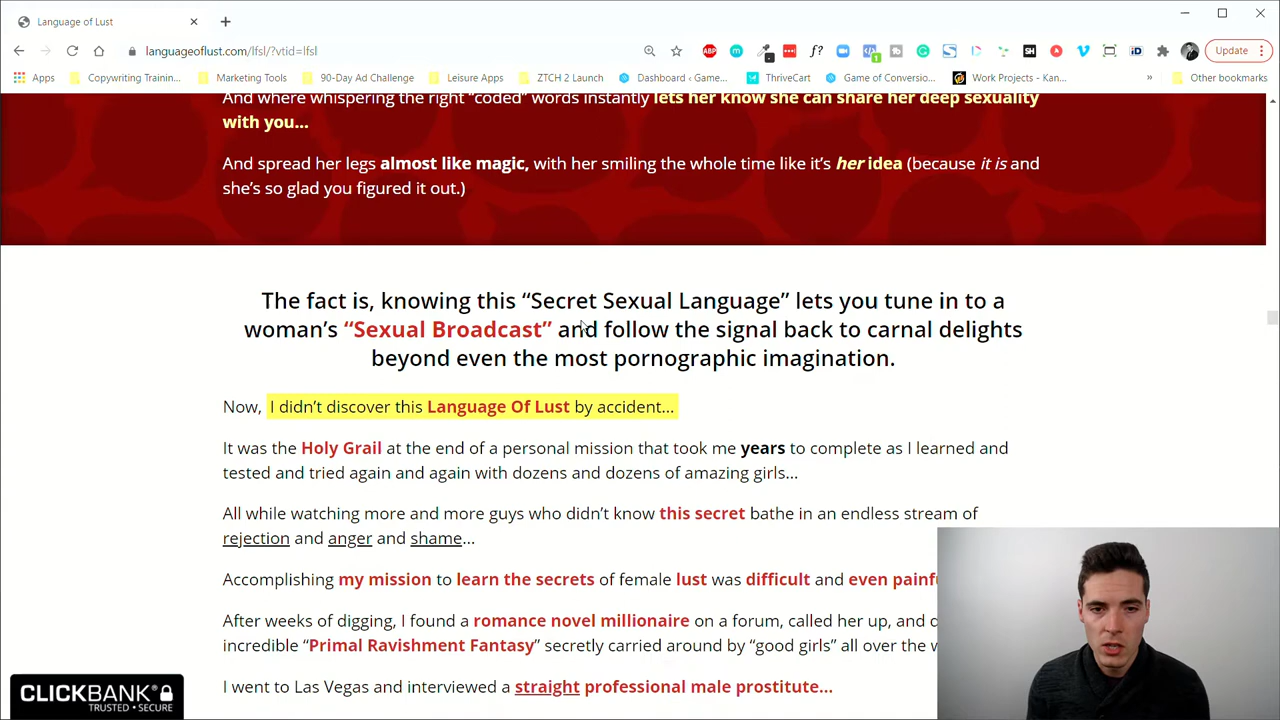 Language of Lust
languageoflust.com/lfsl/?vtid=lfsl
Update
Apps
Copywriting Trainin...
Marketing Tools
90-Day Ad Challenge
Leisure Apps
ZTCH 2 Launch
Dashboard ‹ Game...
ThriveCart
Game of Conversio...
Work Projects - Kan...
»
Other bookmarks
And where whispering the right “coded” words instantly lets her know she can share her deep sexuality
with you...
And spread her legs almost like magic, with her smiling the whole time like it’s her idea (because it is and
she’s so glad you figured it out.)
The fact is, knowing this “Secret Sexual Language” lets you tune in to a
woman’s “Sexual Broadcast” and follow the signal back to carnal delights
beyond even the most pornographic imagination.
Now, I didn’t discover this Language Of Lust by accident...
It was the Holy Grail at the end of a personal mission that took me years to complete as I learned and
tested and tried again and again with dozens and dozens of amazing girls...
All while watching more and more guys who didn’t know this secret bathe in an endless stream of
rejection and anger and shame...
Accomplishing my mission to learn the secrets of female lust was difficult and even
After weeks of digging, I found a romance novel millionaire on a forum, called her up, and
incredible “Primal Ravishment Fantasy” secretly carried around by “good girls” all over the
I went to Las Vegas and interviewed a straight professional male prostitute...
CLICKBANK®
TRUSTED • SECURE